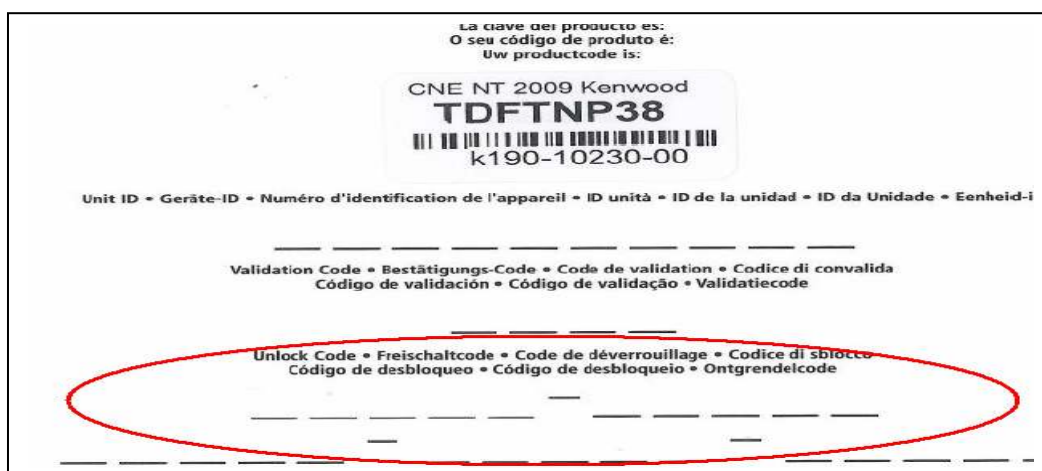 La clave del producto es:
O seu código de produto é:
Uw productcode is:
CNE NT 2009 Kenwood
TDFTNP38
k190-10230-00
Unit ID • Geräte-ID • Numéro d'identification de l'appareil • ID unità • ID de la unidad • ID da Unidade • Eenheid-i
Validation Code • Bestätigungs-Code • Code de validation • Codice di convalida
Código de validación • Código de validação • Validatiecode
Unlock Code • Freischaltcode • Code de déverrouillage • Codice di sblocco
Código de desbloqueo • Código de desbloqueio • Ontgrendelcode